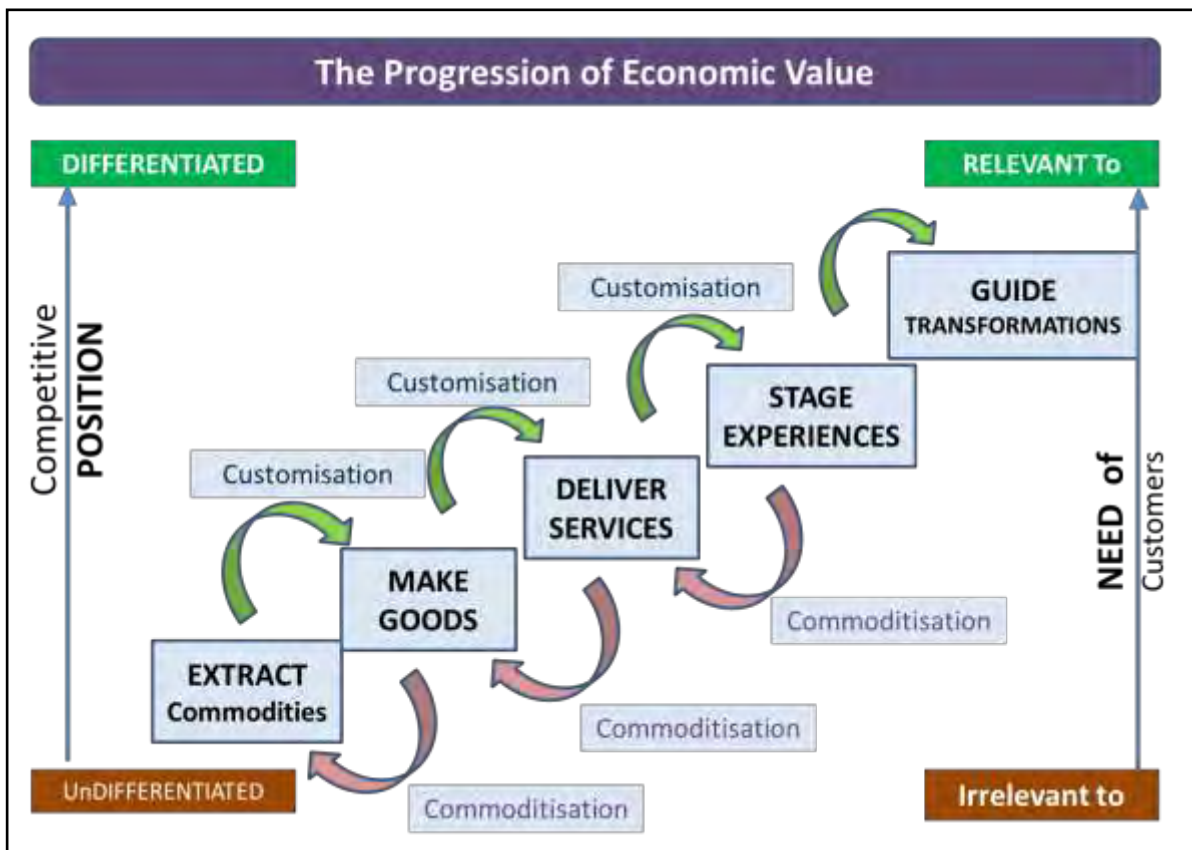 The Progression of Economic Value
DIFFERENTIATED
RELEVANT To
Competitive
POSITION
Customisation
GUIDE
TRANSFORMATIONS
Customisation
STAGE
EXPERIENCES
Customisation
DELIVER
SERVICES
MAKE
GOODS
Commoditisation
EXTRACT
Commodities
Commoditisation
Commoditisation
NEED of
Customers
UnDIFFERENTIATED
Irrelevant to